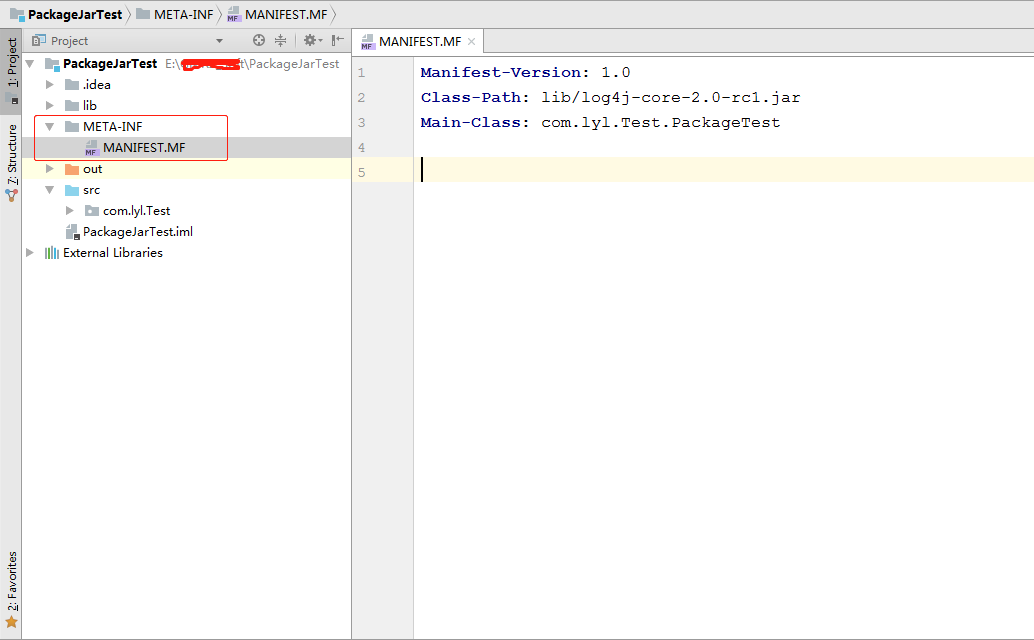 PackageJarTest META-INF MANIFEST.MF
Project
MANIFEST.MF
1: Project
7: Structure
2: Favorites
PackageJarTest E:\ t\PackageJarTest
.idea
lib
META-INF
MANIFEST.MF
out
src
com.lyl.Test
PackageJarTest.iml
External Libraries
1 Manifest-Version: 1.0
2 Class-Path: lib/log4j-core-2.0-rc1.jar
3 Main-Class: com.lyl.Test.PackageTest
4
5